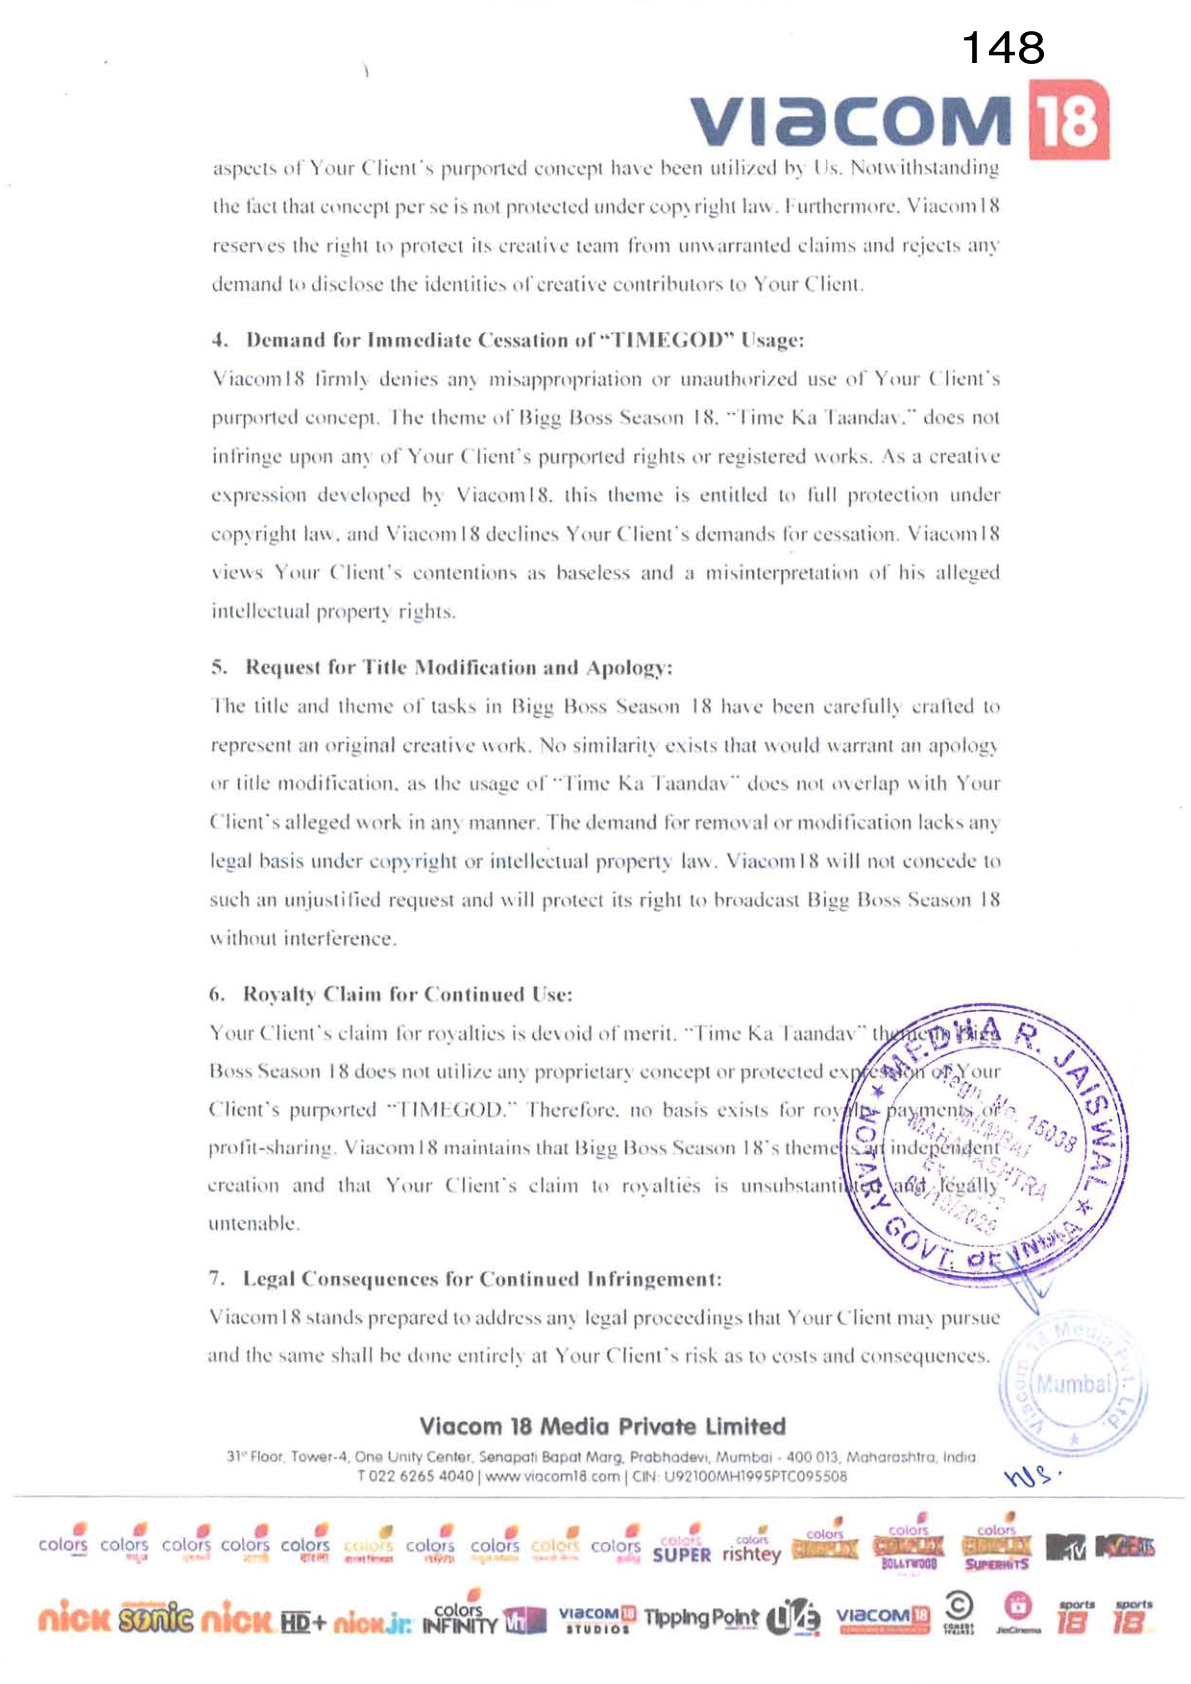 148
VIacom 18
aspects of Your Client's purported concept have been utilized by Us. Notwithstanding
the fact that concept per se is not protected under copyright law. Furthermore, Viacom18
reserves the right to protect its creative team from unwarranted claims and rejects any
demand to disclose the identities of creative contributors to Your Client.
4. Demand for Immediate Cessation of “TIMEGOD” Usage:
Viacom18 firmly denies any misappropriation or unauthorized use of Your Client's
purported concept. The theme of Bigg Boss Season 18, “Time Ka Taandav,” does not
infringe upon any of Your Client's purported rights or registered works. As a creative
expression developed by Viacom18, this theme is entitled to full protection under
copyright law, and Viacom18 declines Your Client's demands for cessation. Viacom18
views Your Client's contentions as baseless and a misinterpretation of his alleged
intellectual property rights.
5. Request for Title Modification and Apology:
The title and theme of tasks in Bigg Boss Season 18 have been carefully crafted to
represent an original creative work. No similarity exists that would warrant an apology
or title modification, as the usage of “Time Ka Taandav” does not overlap with Your
Client's alleged work in any manner. The demand for removal or modification lacks any
legal basis under copyright or intellectual property law. Viacom18 will not concede to
such an unjustified request and will protect its right to broadcast Bigg Boss Season 18
without interference.
6. Royalty Claim for Continued Use:
Your Client's claim for royalties is devoid of merit. “Time Ka Taandav” theme in Bigg
Boss Season 18 does not utilize any proprietary concept or protected expression of Your
Client's purported “TIMEGOD.” Therefore, no basis exists for royalty payments or
profit-sharing. Viacom18 maintains that Bigg Boss Season 18's theme is an independent
creation and that Your Client's claim to royalties is unsubstantiated and legally
untenable.
MEDHA R. JAISWAL
NOTARY GOVT. OF INDIA
Regn. No. 15038
MUMBAI
MAHARASHTRA
7. Legal Consequences for Continued Infringement:
Viacom18 stands prepared to address any legal proceedings that Your Client may pursue
and the same shall be done entirely at Your Client's risk as to costs and consequences.
Viacom 18 Media Pvt. Ltd.
Mumbai
Viacom 18 Media Private Limited
31st Floor, Tower-4, One Unity Center, Senapati Bapat Marg, Prabhadevi, Mumbai - 400 013, Maharashtra, India
T 022 6265 4040 | www.viacom18.com | CIN: U92100MH1995PTC095508
colors colors colors colors colors colors colors colors colors colors colors SUPER colors rishtey colors CINEPLEX colors CINEPLEX BOLLYWOOD colors CINEPLEX SUPERHITS MTV MTV BEATS
nick sonic nick HD+ nick jr. colors INFINITY VH1 VIACOM18 STUDIOS Tipping Point LIVE VIACOM18 COMEDY CENTRAL JioCinema sports 18 sports 18